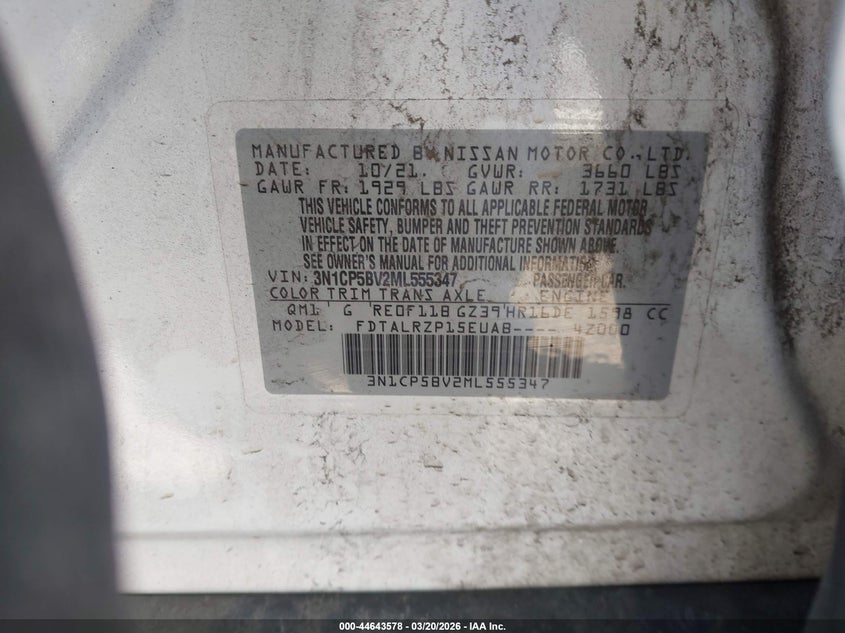 MANUFACTURED BY NISSAN MOTOR CO., LTD.
DATE: 10/21. GVWR: 3660 LBS
GAWR FR: 1929 LBS GAWR RR: 1731 LBS
THIS VEHICLE CONFORMS TO ALL APPLICABLE FEDERAL MOTOR
VEHICLE SAFETY, BUMPER AND THEFT PREVENTION STANDARDS
IN EFFECT ON THE DATE OF MANUFACTURE SHOWN ABOVE.
SEE OWNER'S MANUAL FOR ADDITIONAL INFORMATION.
VIN: 3N1CP5BV2ML555347 PASSENGER CAR.
COLOR TRIM TRANS AXLE ENGINE
QM1 G RE0F11B GZ39 HR16DE 1598 CC
MODEL: FDTALRZP15EUAB---- 4Z000
3N1CP5BV2ML555347
000-44643578 | 03/20/2026 - IAA Inc.